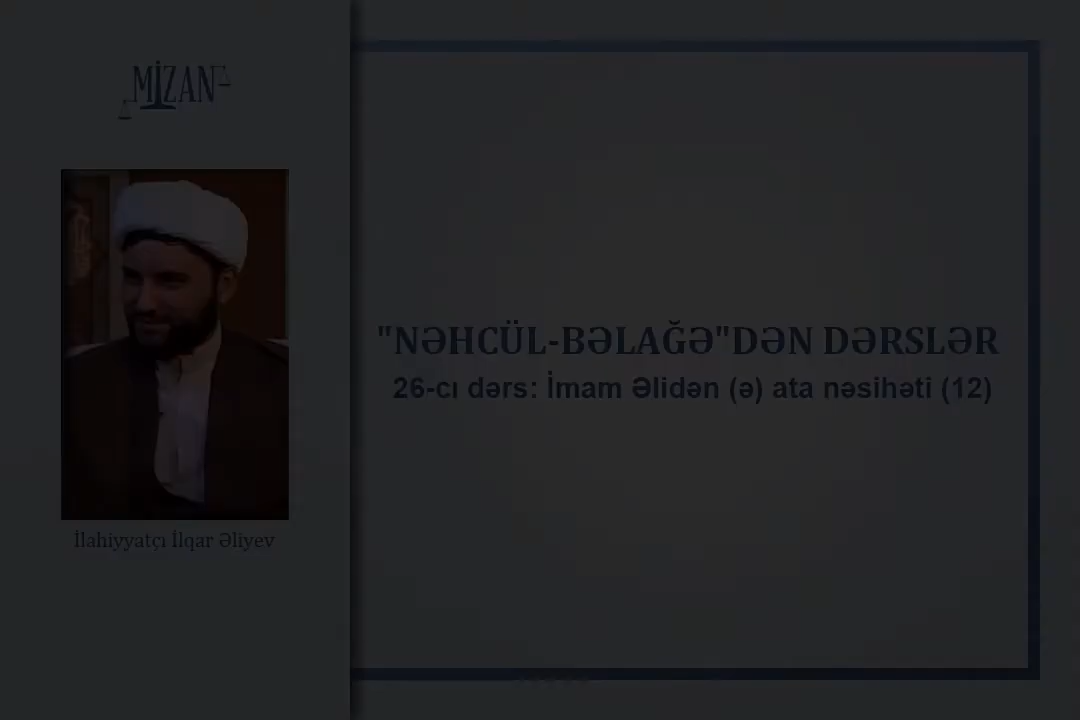 MİZAN
"NƏHCÜL-BƏLAĞƏ"DƏN DƏRSLƏR
26-cı dərs: İmam Əlidən (ə) ata nəsihəti (12)
İlahiyyatçı İlqar Əliyev